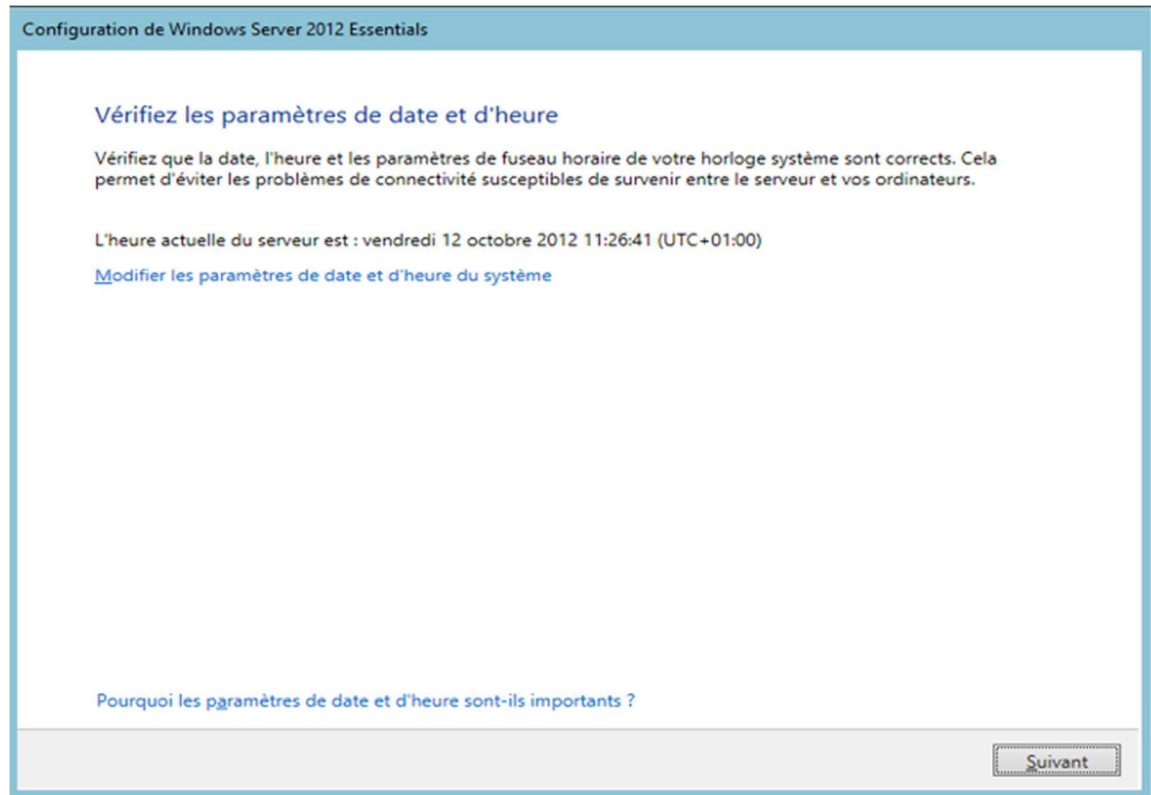 Configuration de Windows Server 2012 Essentials
Vérifiez les paramètres de date et d'heure
Vérifiez que la date, l'heure et les paramètres de fuseau horaire de votre horloge système sont corrects. Cela
permet d'éviter les problèmes de connectivité susceptibles de survenir entre le serveur et vos ordinateurs.
L'heure actuelle du serveur est : vendredi 12 octobre 2012 11:26:41 (UTC+01:00)
Modifier les paramètres de date et d'heure du système
Pourquoi les paramètres de date et d'heure sont-ils importants ?
Suivant